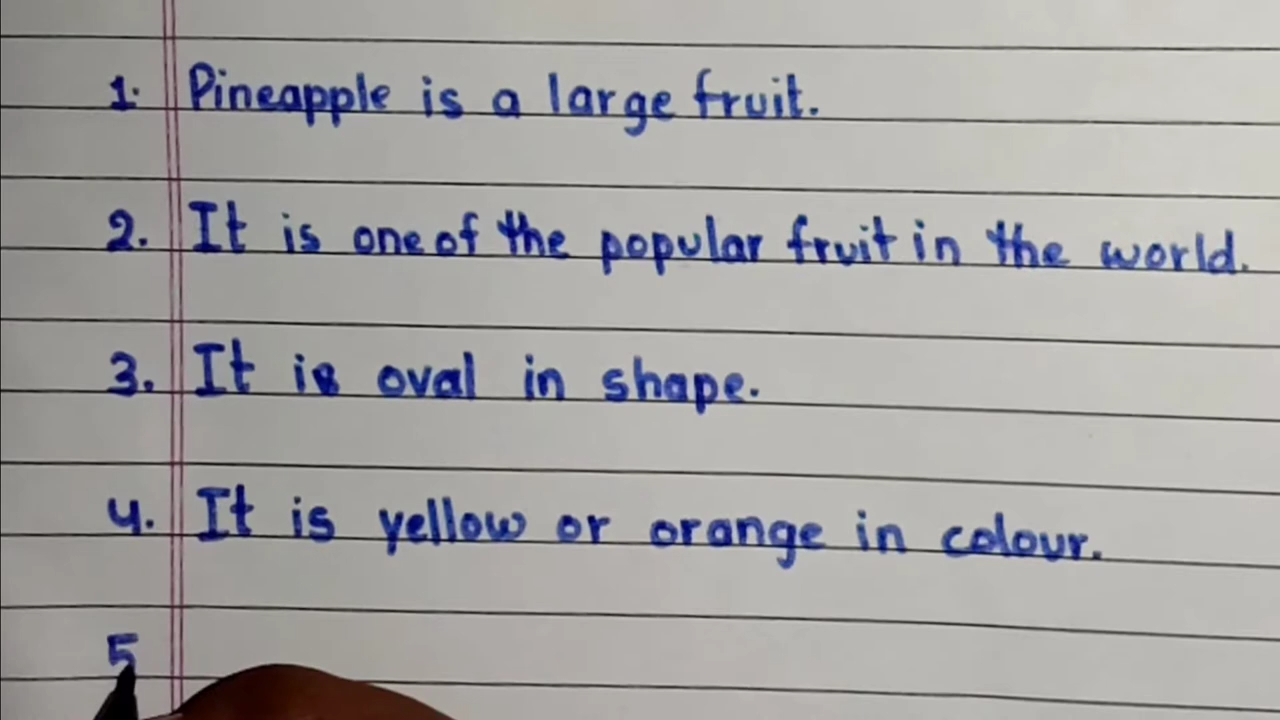 1. Pineapple is a large fruit.
2. It is one of the popular fruit in the world.
3. It is oval in shape.
4. It is yellow or orange in colour.
5